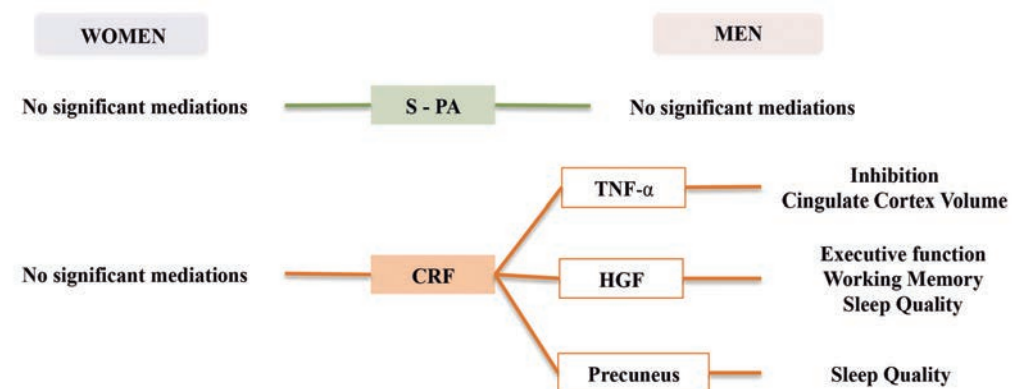 WOMEN
MEN
No significant mediations
S - PA
No significant mediations
TNF-α
Inhibition
Cingulate Cortex Volume
No significant mediations
CRF
HGF
Executive function
Working Memory
Sleep Quality
Precuneus
Sleep Quality